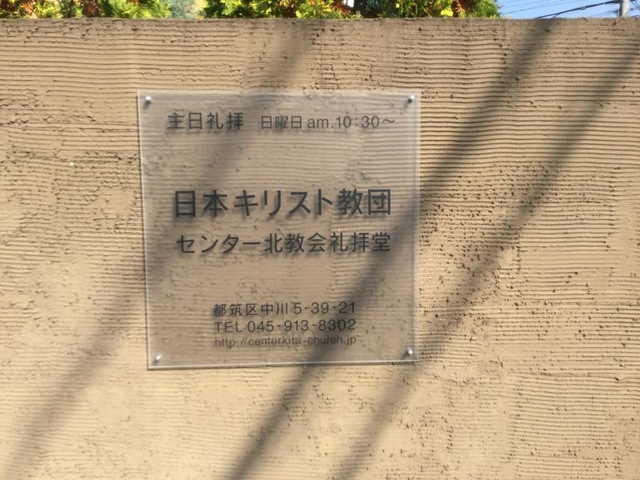 主日礼拝 日曜日 am.10:30～
日本キリスト教団
センター北教会礼拝堂
都筑区中川5-39-21
TEL 045-913-8302
http://centerkita-church.jp